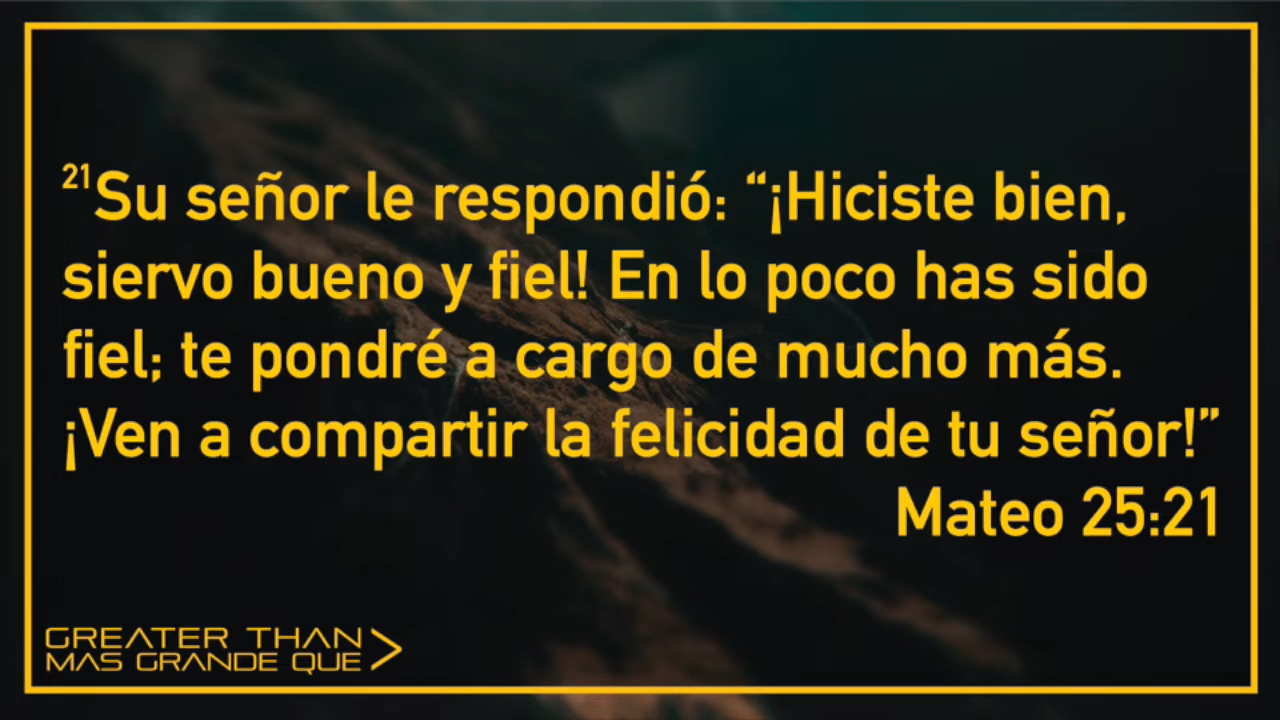 ²¹Su señor le respondió: “¡Hiciste bien,
siervo bueno y fiel! En lo poco has sido
fiel; te pondré a cargo de mucho más.
¡Ven a compartir la felicidad de tu señor!”
Mateo 25:21
GREATER THAN
MAS GRANDE QUE >